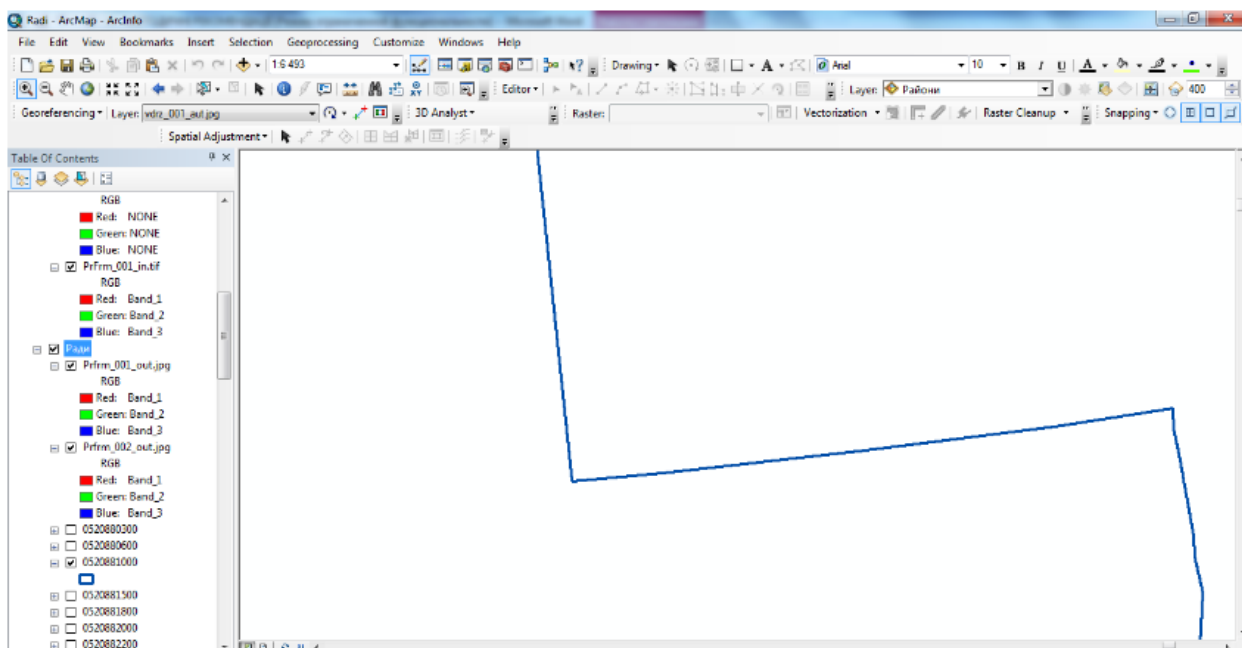 Radi - ArcMap - ArcInfo
File Edit View Bookmarks Insert Selection Geoprocessing Customize Windows Help
1:6 493 Drawing Arial 10 B I U A
Editor Layer: Райони 400
Georeferencing Layer: 3D Analyst Raster: Vectorization Raster Cleanup Snapping
Spatial Adjustment
Table Of Contents
RGB
Red: NONE
Green: NONE
Blue: NONE
PrFrm_001_in.tif
RGB
Red: Band_1
Green: Band_2
Blue: Band_3
Ради
Prfrm_001_out.jpg
RGB
Red: Band_1
Green: Band_2
Blue: Band_3
Prfrm_002_out.jpg
RGB
Red: Band_1
Green: Band_2
Blue: Band_3
0520880300
0520880600
0520881000
0520881500
0520881800
0520882000
0520882200